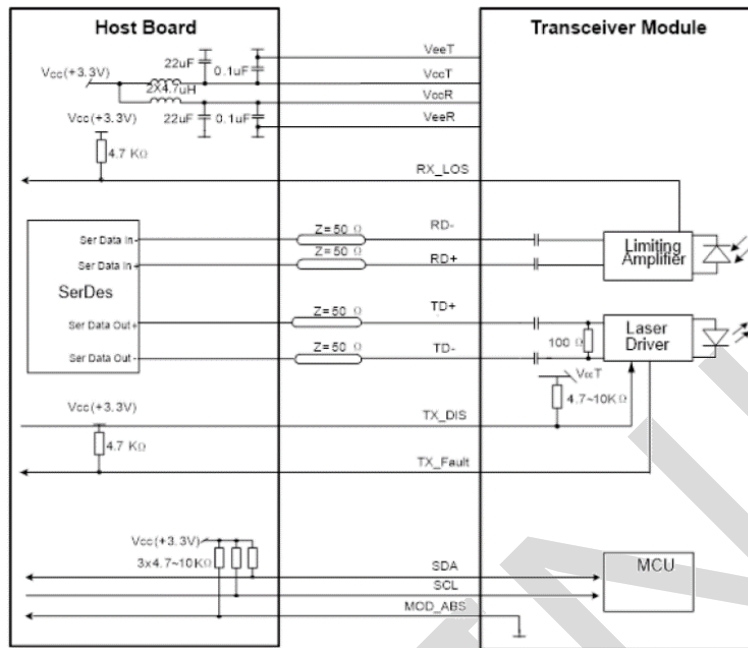 Host Board
Transceiver Module
VeeT
22uF
0.1uF
Vcc(+3.3V)
VccT
2X4.7uH
VccR
Vcc(+3.3V)
22uF
0.1uF
VeeR
4.7 KΩ
RX_LOS
Z=50 Ω
RD-
Ser Data In-
Z=50 Ω
Limiting
Amplifier
Ser Data In+
RD+
SerDes
Z=50 Ω
TD+
Ser Data Out+
Laser
Driver
Z=50 Ω
100 Ω
Ser Data Out-
TD-
VccT
Vcc(+3.3V)
4.7~10KΩ
TX_DIS
4.7 KΩ
TX_Fault
Vcc(+3.3V)
3x4.7~10KΩ
SDA
MCU
SCL
MOD_ABS